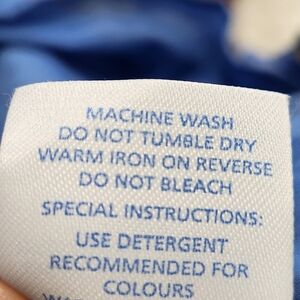 MACHINE WASH
DO NOT TUMBLE DRY
WARM IRON ON REVERSE
DO NOT BLEACH
SPECIAL INSTRUCTIONS:
USE DETERGENT
RECOMMENDED FOR
COLOURS